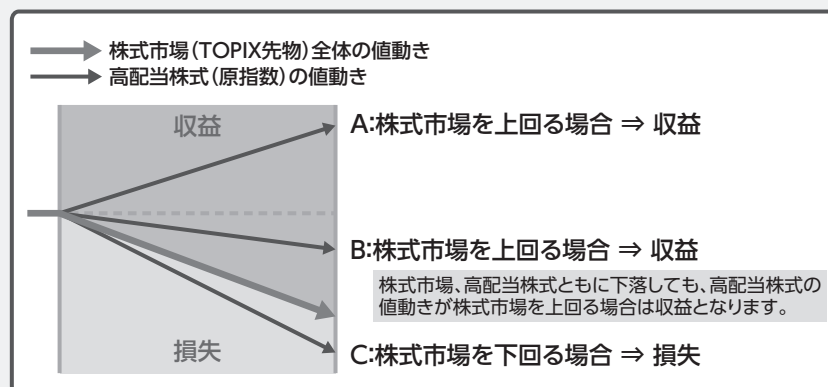 株式市場(TOPIX先物)全体の値動き
高配当株式(原指数)の値動き
収益
A:株式市場を上回る場合 ⇒ 収益
B:株式市場を上回る場合 ⇒ 収益
株式市場、高配当株式ともに下落しても、高配当株式の
値動きが株式市場を上回る場合は収益となります。
損失
C:株式市場を下回る場合 ⇒ 損失